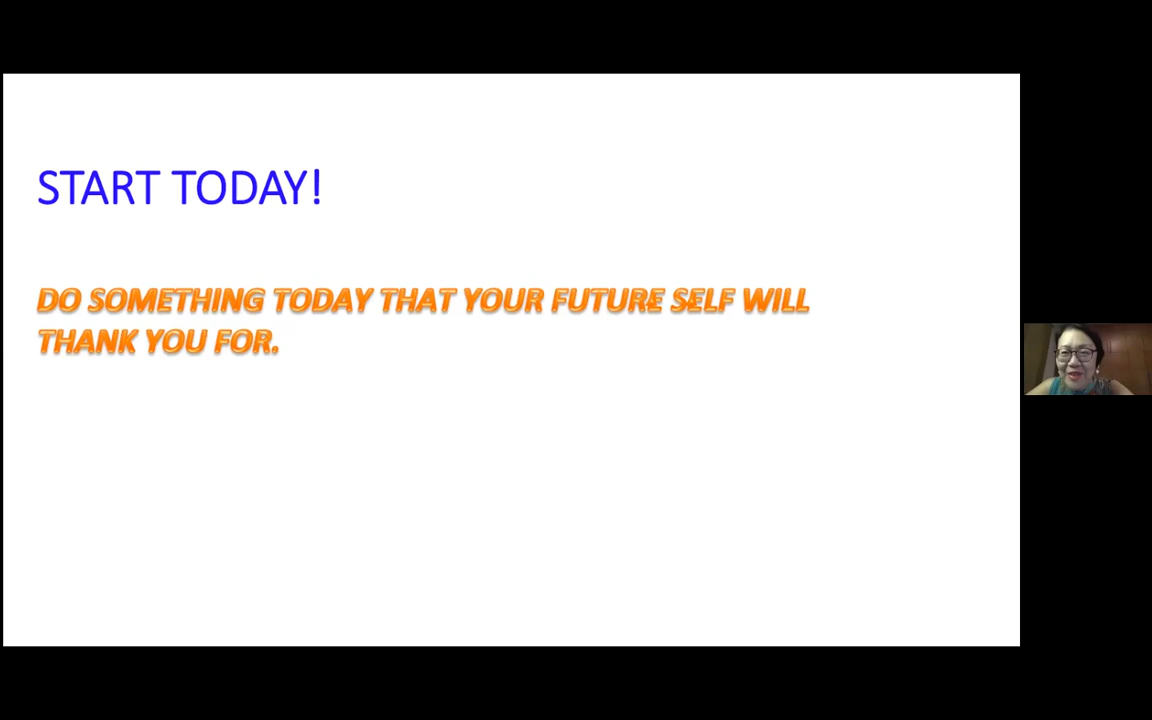 START TODAY!
DO SOMETHING TODAY THAT YOUR FUTURE SELF WILL
THANK YOU FOR.